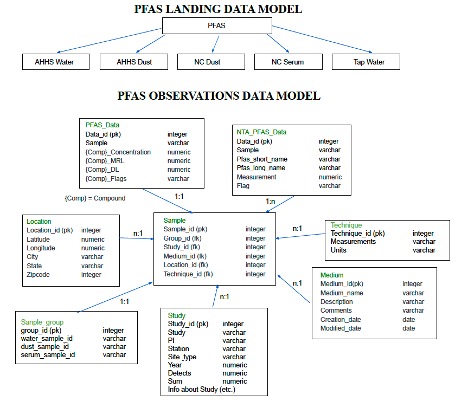 PFAS LANDING DATA MODEL
PFAS
AHHS Water
AHHS Dust
NC Dust
NC Serum
Tap Water
PFAS OBSERVATIONS DATA MODEL
PFAS_Data
Data_id (pk) integer
Sample varchar
{Comp}_Concentration numeric
{Comp}_MRL numeric
{Comp}_DL numeric
{Comp}_Flags varchar
NTA_PFAS_Data
Data_id (pk) integer
Sample varchar
Pfas_short_name varchar
Pfas_long_name varchar
Measurement numeric
Flag varchar
{Comp} = Compound
1:1
1:n
Location
Location_id (pk) integer
Latitude numeric
Longitude numeric
City varchar
State varchar
Zipcode integer
n:1
Sample
Sample_id (pk) integer
Group_id (fk) integer
Study_id (fk) integer
Medium_id (fk) integer
Location_id (fk) integer
Technique_id (fk) integer
n:1
Technique
Technique_id (pk) integer
Measurements varchar
Units varchar
n:1
Medium
Medium_id(pk) integer
Medium_name varchar
Description varchar
Comments varchar
Creation_date date
Modified_date date
1:1
Sample_group
group_id (pk) integer
water_sample_id varchar
dust_sample_id varchar
serum_sample_id varchar
n:1
Study
Study_id (pk) integer
Study varchar
PI varchar
Station varchar
Site_type varchar
Year numeric
Detects numeric
Sum numeric
Info about Study (etc.)